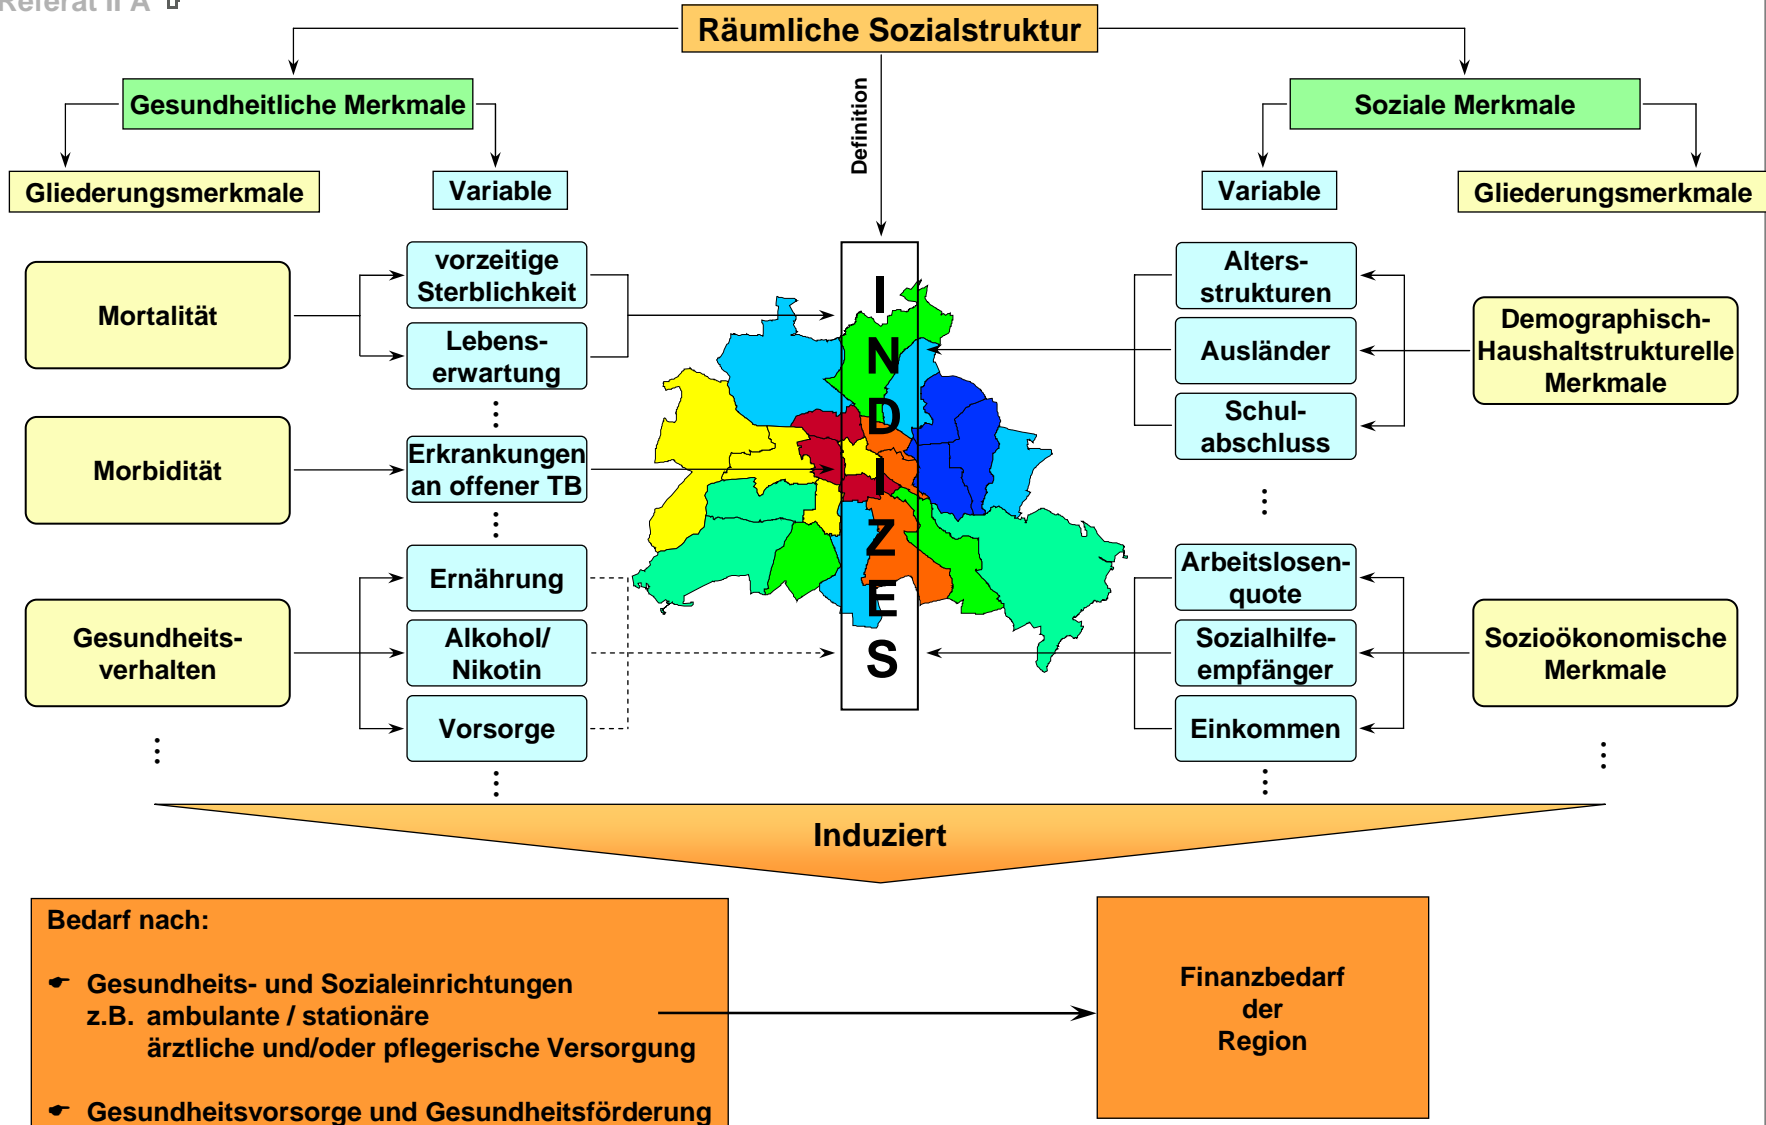 Referat II A
Räumliche Sozialstruktur
Gesundheitliche Merkmale
Soziale Merkmale
Definition
Gliederungsmerkmale
Variable
Variable
Gliederungsmerkmale
Mortalität
vorzeitige
Sterblichkeit
Lebens-
erwartung
Morbidität
Erkrankungen
an offener TB
Gesundheits-
verhalten
Ernährung
Alkohol/
Nikotin
Vorsorge
I
N
D
I
Z
E
S
Alters-
strukturen
Ausländer
Schul-
abschluss
Demographisch-
Haushaltstrukturelle
Merkmale
Arbeitslosen-
quote
Sozialhilfe-
empfänger
Einkommen
Sozioökonomische
Merkmale
Induziert
Bedarf nach:
Gesundheits- und Sozialeinrichtungen
z.B. ambulante / stationäre
ärztliche und/oder pflegerische Versorgung
Gesundheitsvorsorge und Gesundheitsförderung
Finanzbedarf
der
Region